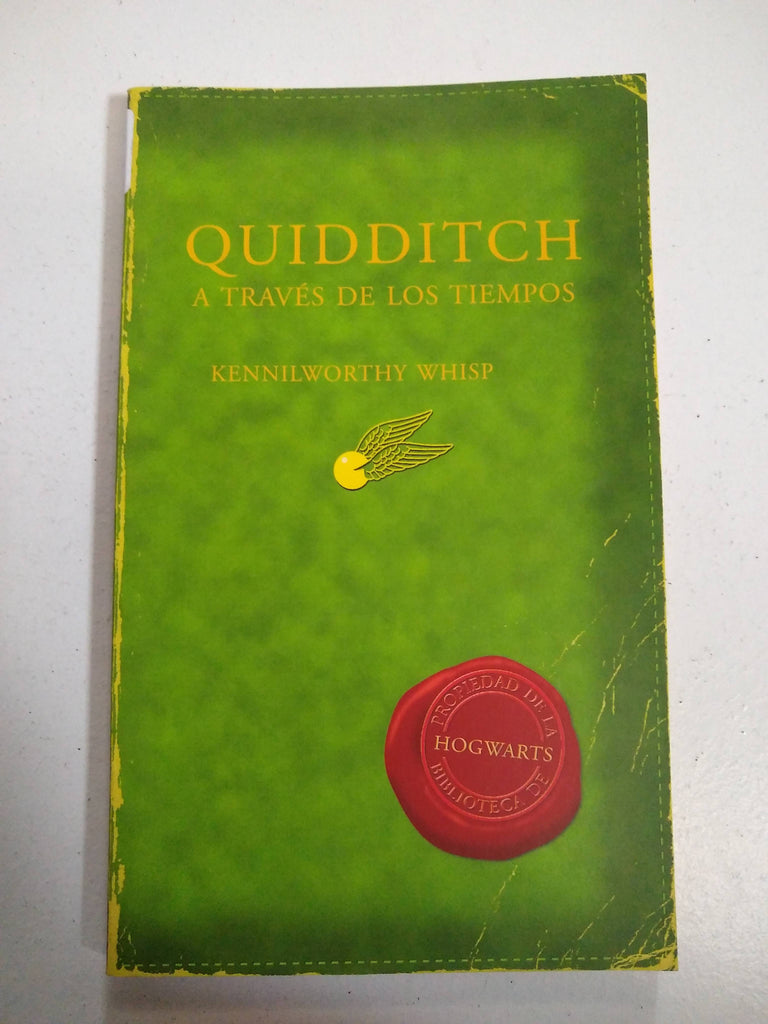 QUIDDITCH
A TRAVÉS DE LOS TIEMPOS
KENNILWORTHY WHISP
PROPIEDAD DE LA
BIBLIOTECA DE
HOGWARTS